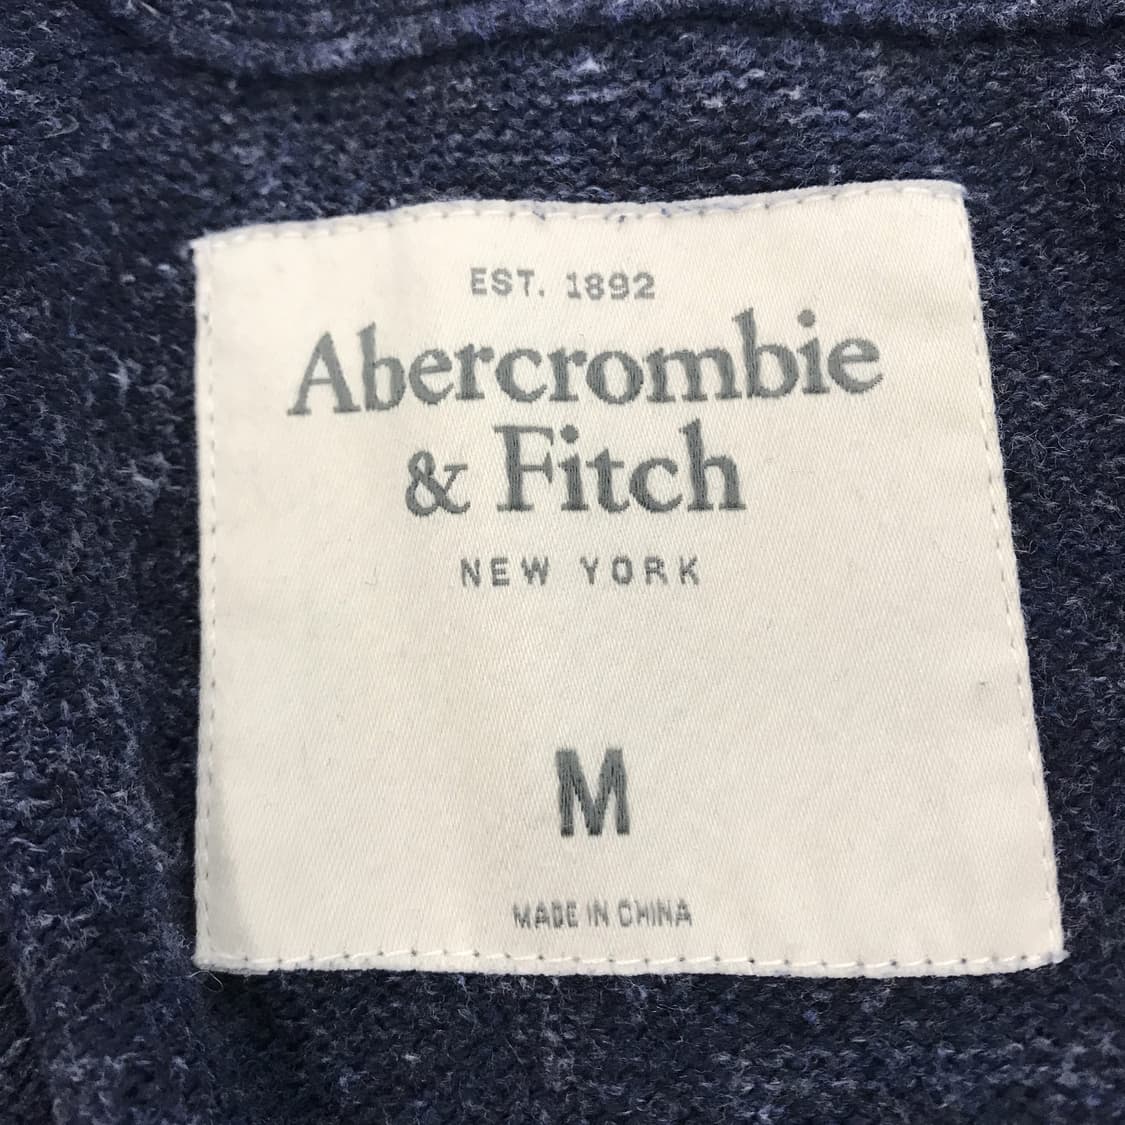 EST. 1892
Abercrombie
& Fitch
NEW YORK
M
MADE IN CHINA